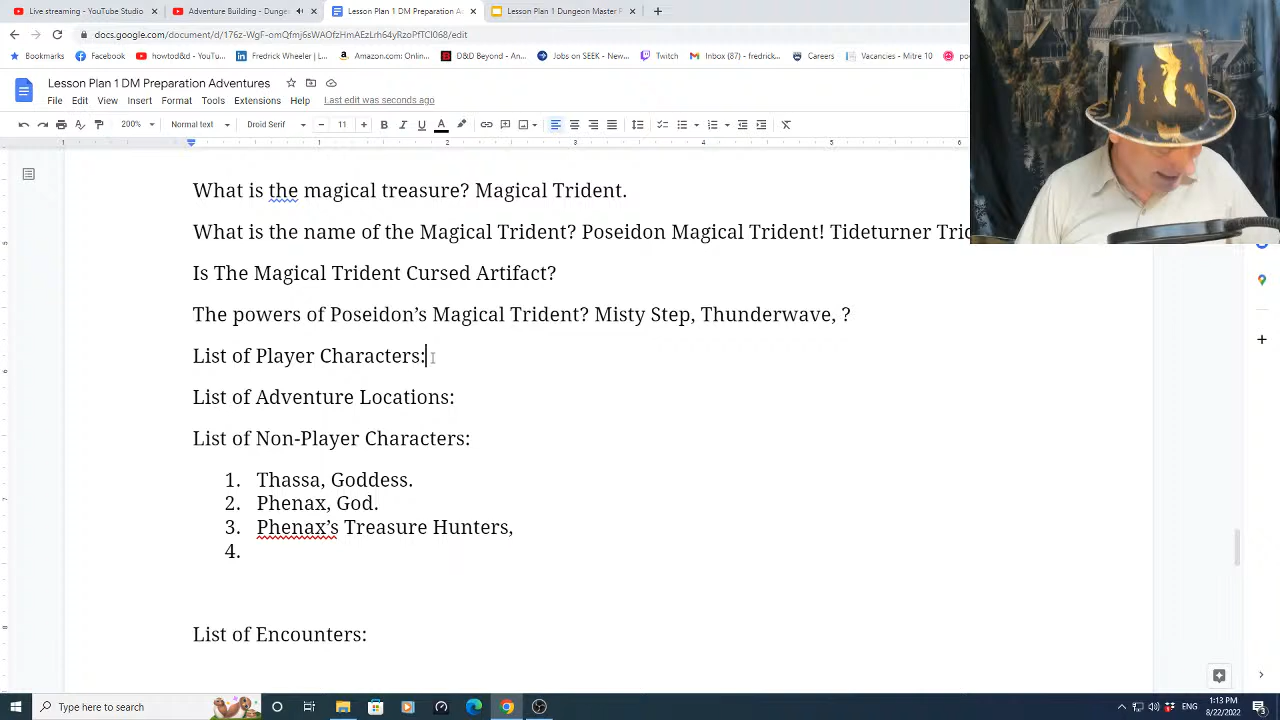 Live streaming - YouTube Studio
Adventure Building - Dunge
Lesson Plan 1 DM Preparation A
Lesson Plan 1 Dungeon Master F
docs.google.com/document/d/
Bookmarks
Facebook
howtodd&d - YouTu...
LinkedIn
Amazon.com: Onlin...
D&D Beyond - An...
Jobs on SEEK - New...
Twitch
Inbox (87) - fredrick...
Careers
Vacancies - Mitre 10
Lesson Plan 1 DM Preparation Adventures
File Edit View Insert Format Tools Extensions Help Last edit was seconds ago
200% Normal text Droid Serif 11
What is the magical treasure? Magical Trident.
What is the name of the Magical Trident? Poseidon Magical Trident! Tideturner
Is The Magical Trident Cursed Artifact?
The powers of Poseidon’s Magical Trident? Misty Step, Thunderwave, ?
List of Player Characters:
List of Adventure Locations:
List of Non-Player Characters:
1. Thassa, Goddess.
2. Phenax, God.
3. Phenax’s Treasure Hunters,
4.
List of Encounters:
Type here to search
ENG
1:13 PM
8/22/2022